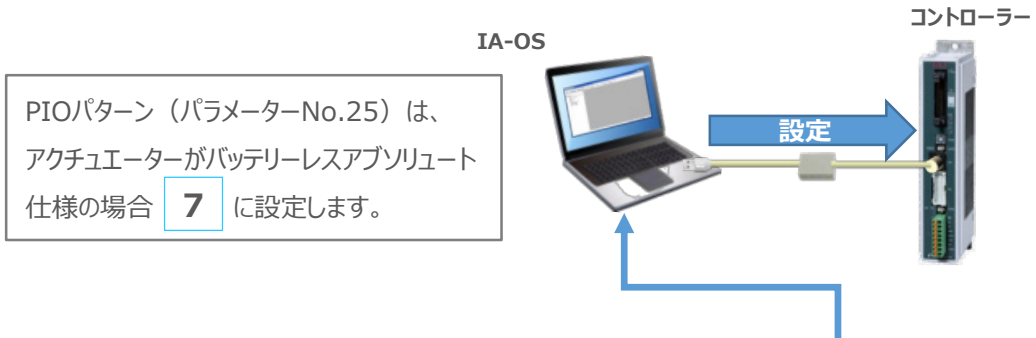 コントローラー
IA-OS
PIOパターン（パラメーターNo.25）は、
アクチュエーターがバッテリーレスアブソリュート
仕様の場合 7 に設定します。
設定